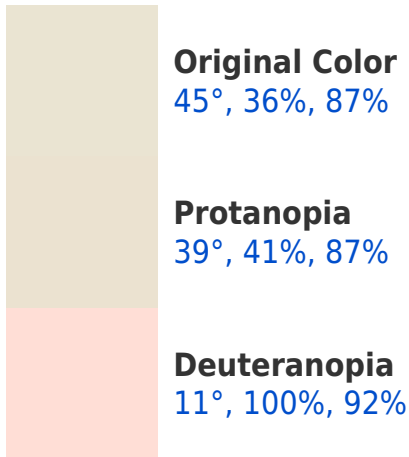 Original Color
45°, 36%, 87%
Protanopia
39°, 41%, 87%
Deuteranopia
11°, 100%, 92%